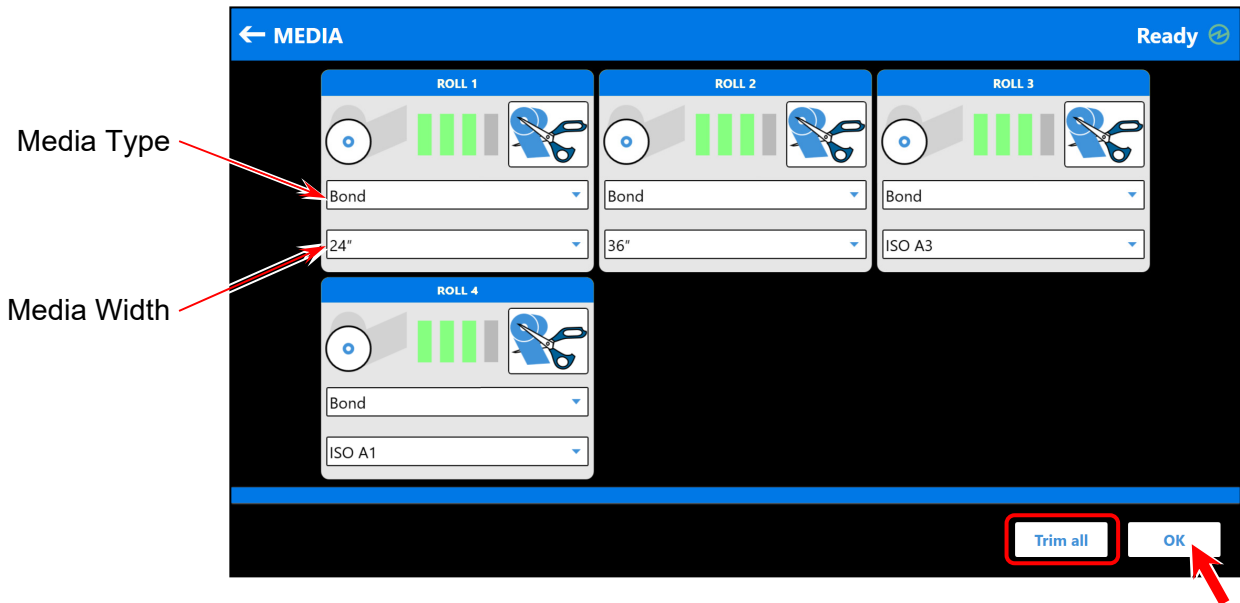 ← MEDIA
Ready
ROLL 1
ROLL 2
ROLL 3
Media Type
Bond
Bond
Bond
24"
36"
ISO A3
Media Width
ROLL 4
Bond
ISO A1
Trim all
OK